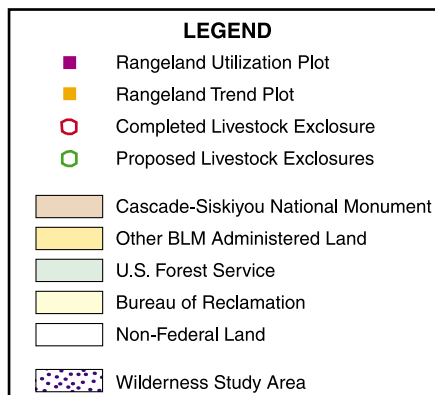 LEGEND
Rangeland Utilization Plot
Rangeland Trend Plot
Completed Livestock Exclosure
Proposed Livestock Exclosures
Cascade-Siskiyou National Monument
Other BLM Administered Land
U.S. Forest Service
Bureau of Reclamation
Non-Federal Land
Wilderness Study Area